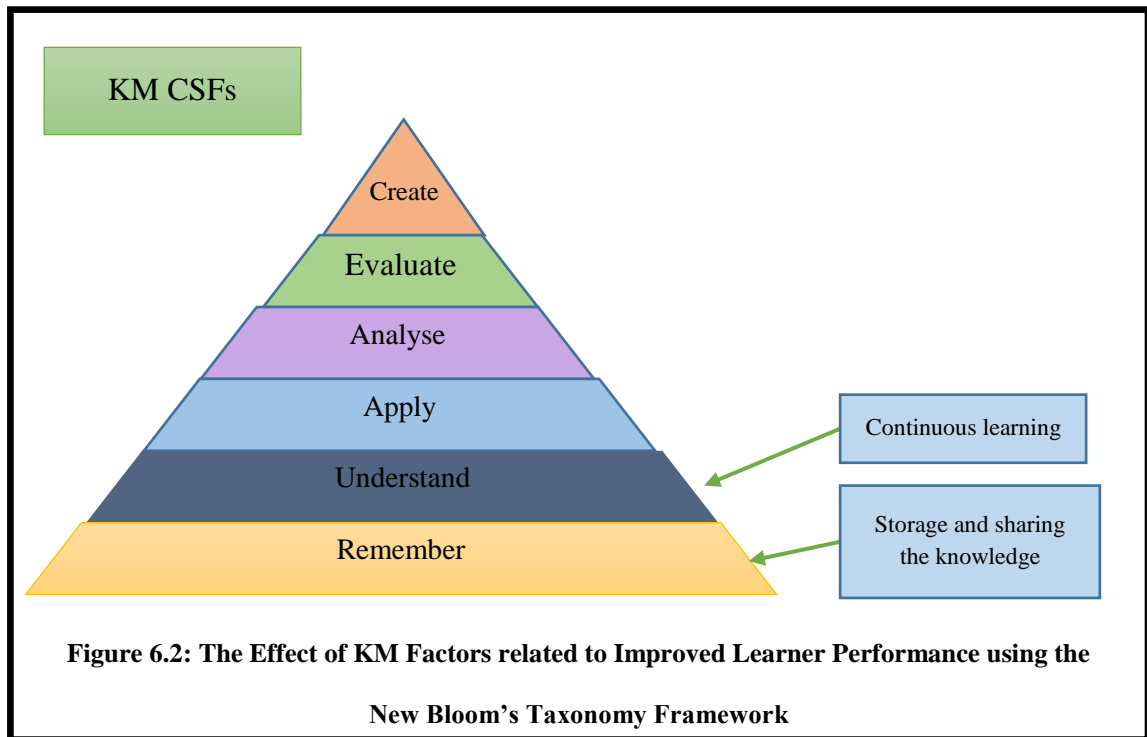 KM CSFs
Create
Evaluate
Analyse
Apply
Continuous learning
Understand
Storage and sharing
the knowledge
Remember
Figure 6.2: The Effect of KM Factors related to Improved Learner Performance using the
New Bloom's Taxonomy Framework